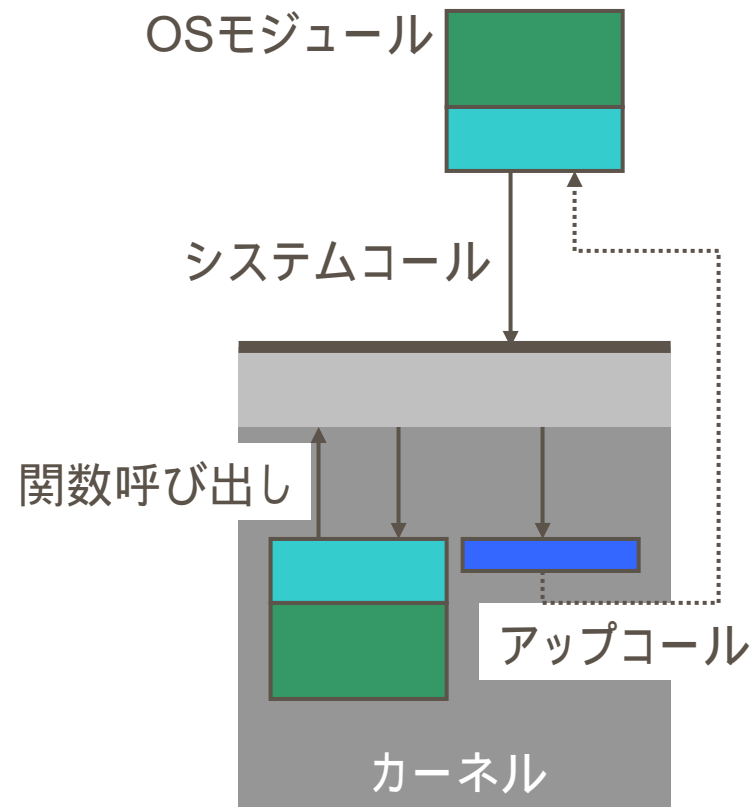 OSモジュール
システムコール
関数呼び出し
アップコール
カーネル